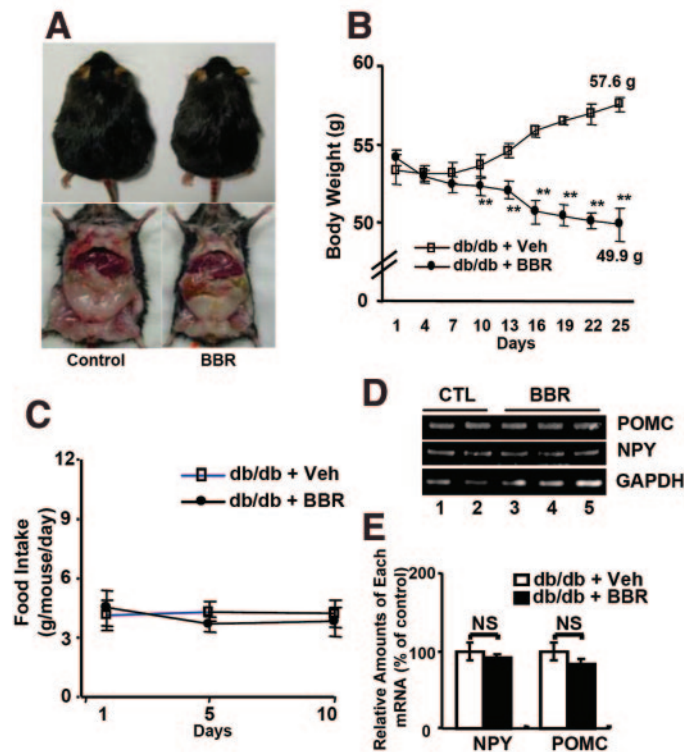 A
Control BBR
B
Body Weight (g)
60
55
50
0
57.6 g
** ** ** ** ** **
49.9 g
db/db + Veh
db/db + BBR
1 4 7 10 13 16 19 22 25
Days
C
Food Intake
(g/mouse/day)
12
9
6
3
0
db/db + Veh
db/db + BBR
1 5 10
Days
D
CTL BBR
POMC
NPY
GAPDH
1 2 3 4 5
E
Relative Amounts of Each
mRNA (% of control)
200
100
0
db/db + Veh
db/db + BBR
NS NS
NPY POMC